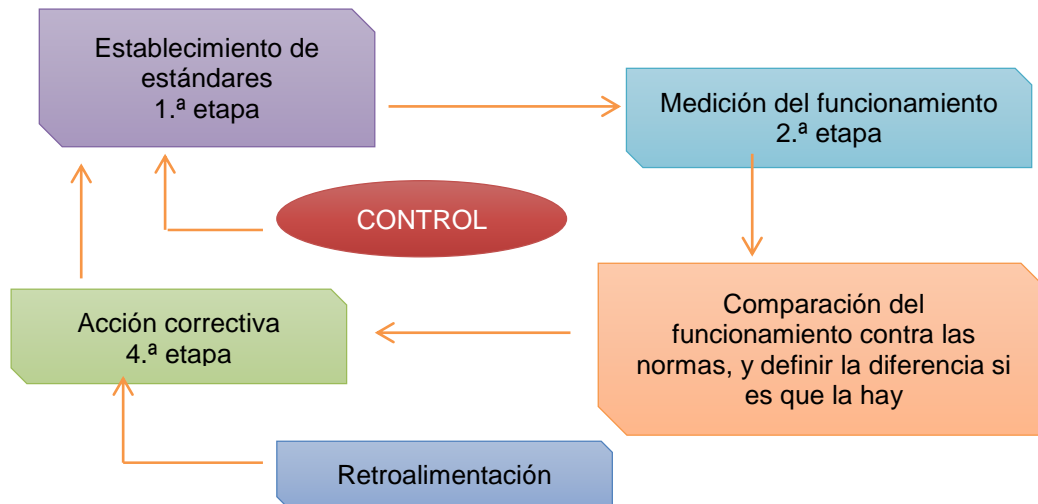 Establecimiento de
estándares
1.ª etapa
Medición del funcionamiento
2.ª etapa
CONTROL
Comparación del
funcionamiento contra las
normas, y definir la diferencia si
es que la hay
Acción correctiva
4.ª etapa
Retroalimentación